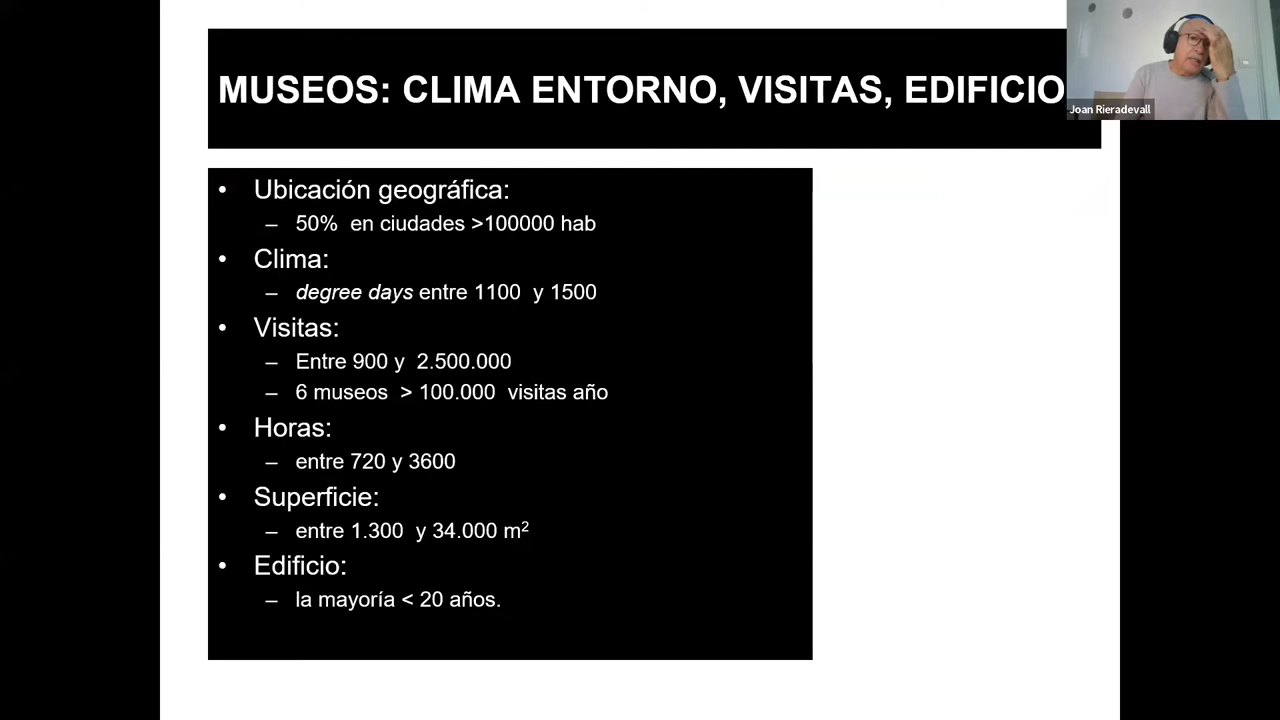 MUSEOS: CLIMA ENTORNO, VISITAS, EDIFICIO
Joan Rieradevall
• Ubicación geográfica:
– 50% en ciudades >100000 hab
• Clima:
– degree days entre 1100 y 1500
• Visitas:
– Entre 900 y 2.500.000
– 6 museos > 100.000 visitas año
• Horas:
– entre 720 y 3600
• Superficie:
– entre 1.300 y 34.000 m²
• Edificio:
– la mayoría < 20 años.